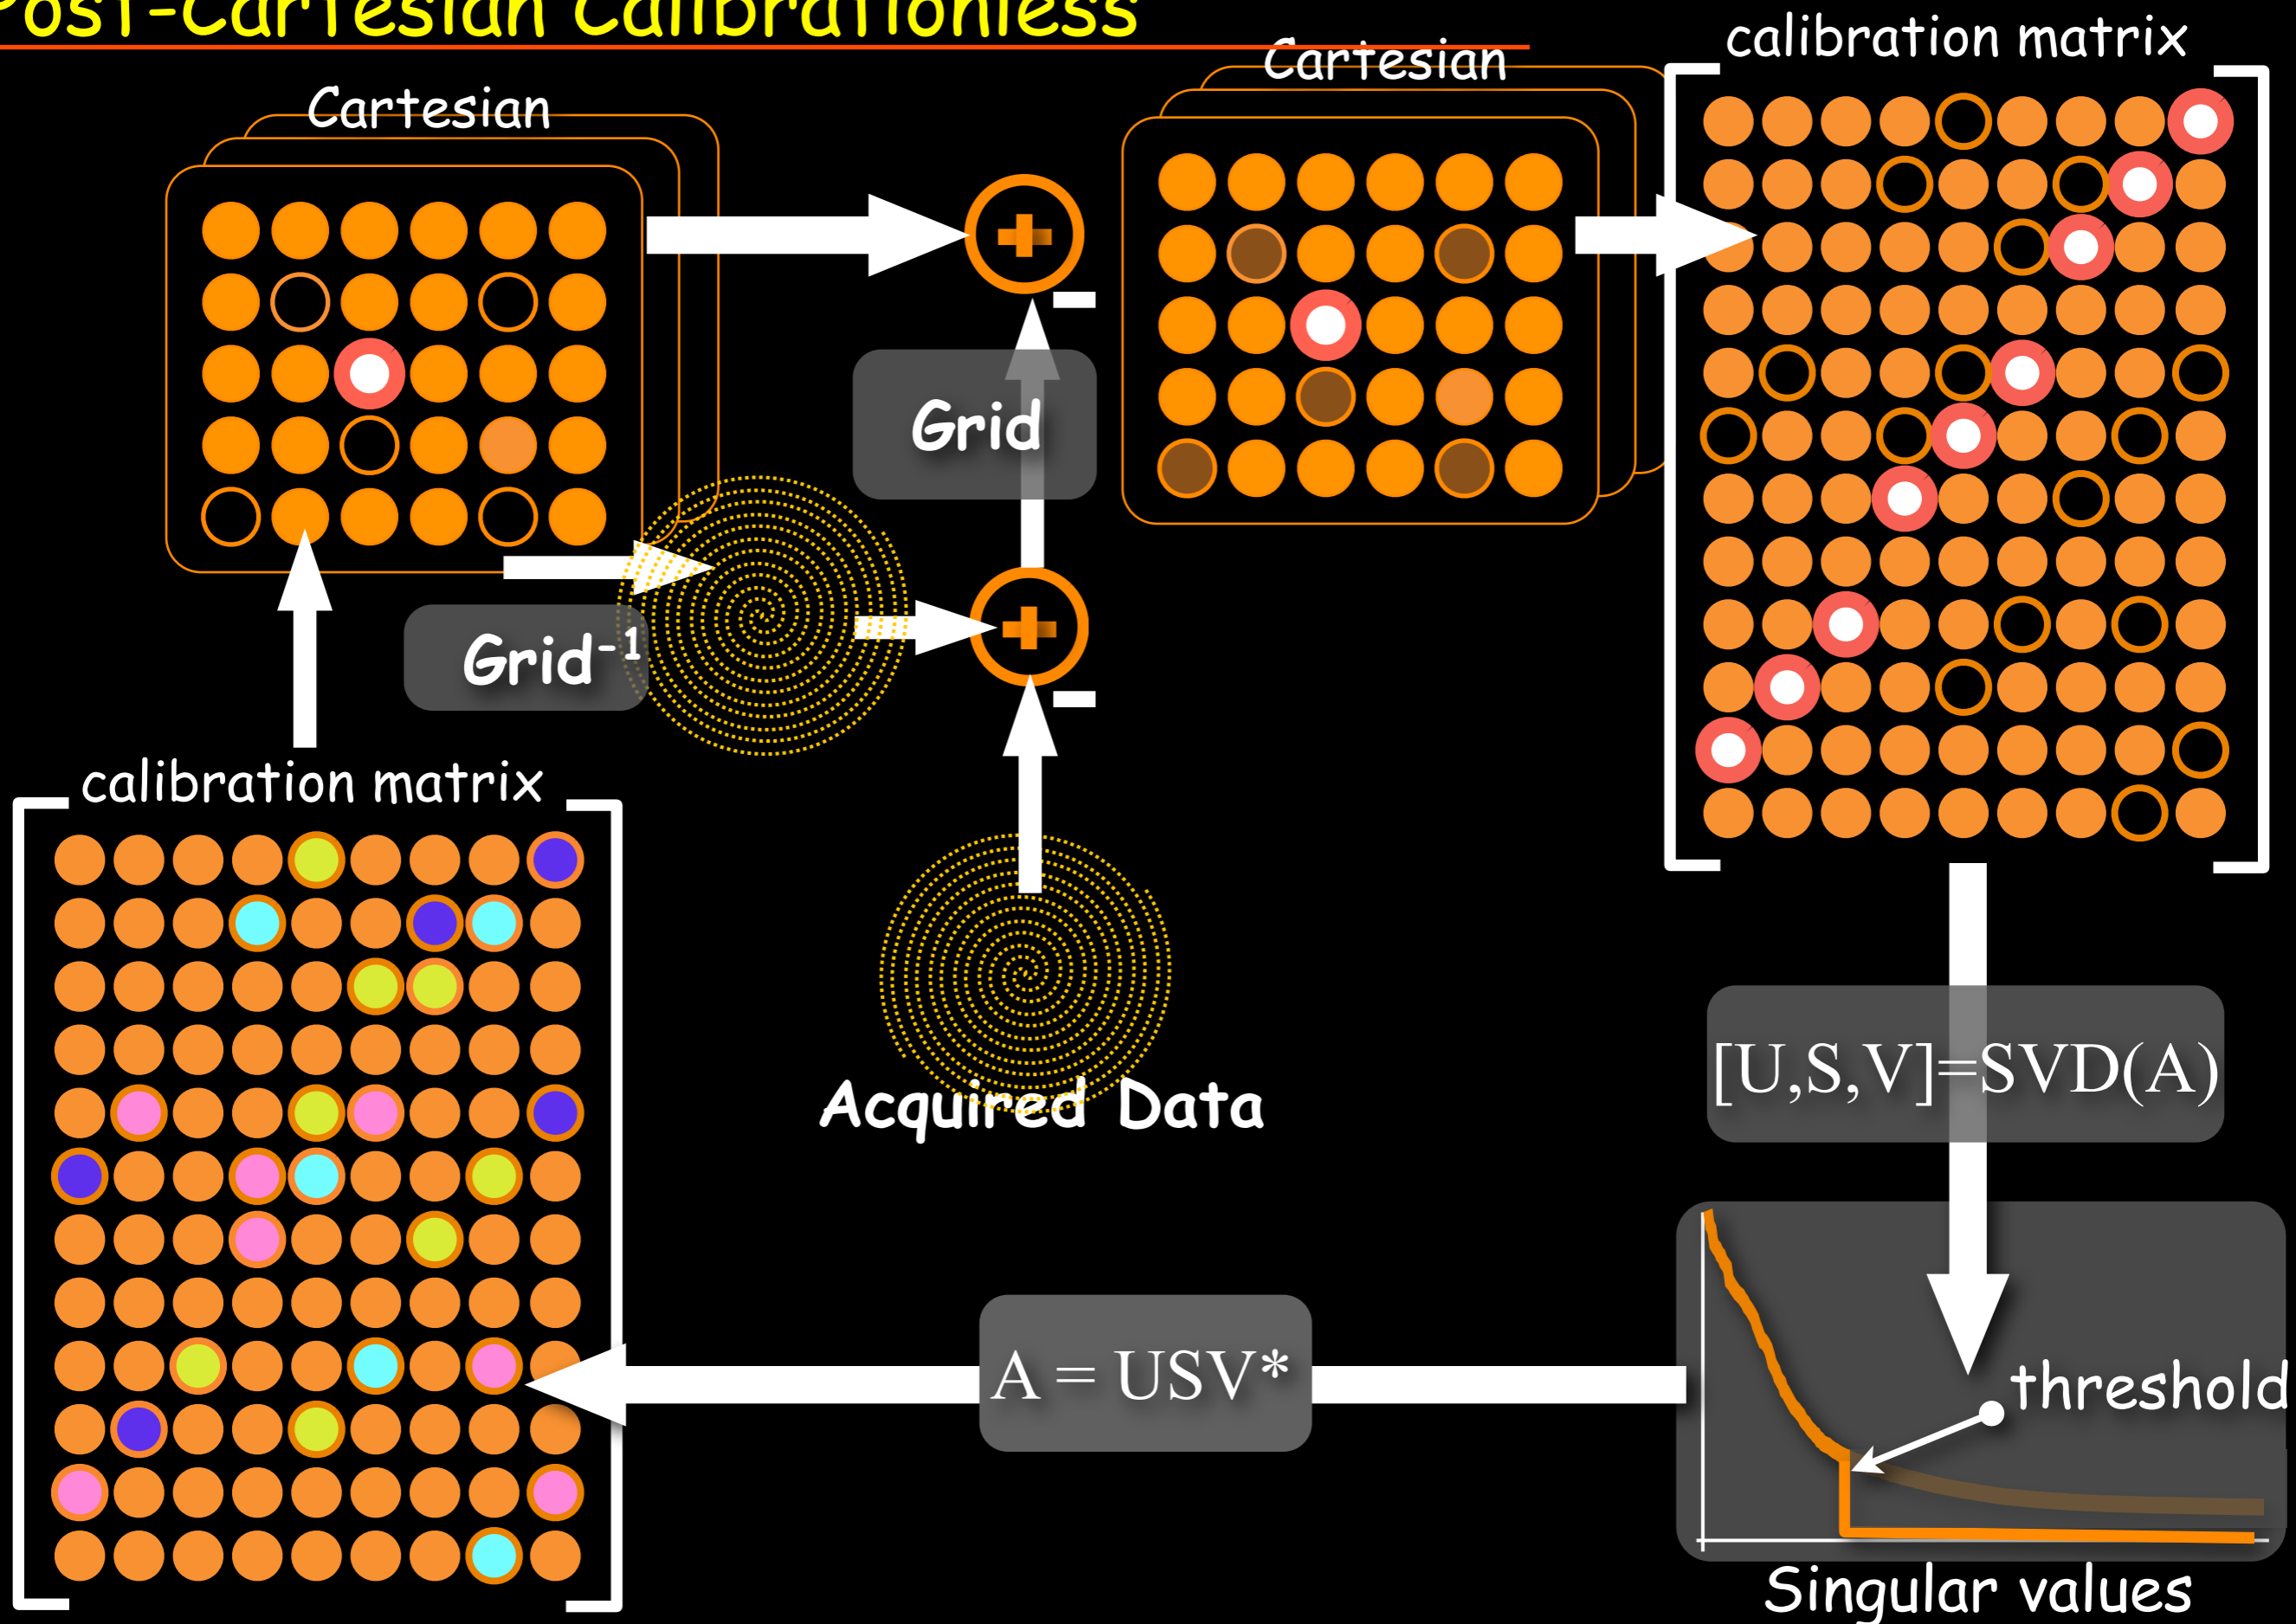 Post-Cartesian Calibrationless
Cartesian
Cartesian
calibration matrix
Grid
Grid⁻¹
calibration matrix
Acquired Data
[U,S,V]=SVD(A)
A = USV*
threshold
Singular values